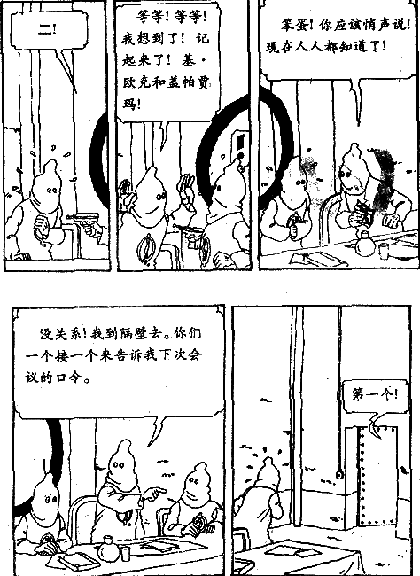 二！
等等！等等！
我想到了！记
起来了！基·
欧克和盖帕贾
玛！
笨蛋！你应该悄声说！
现在人人都知道了！
没关系！我到隔壁去。你们
一个接一个来告诉我下次会
议的口令。
第一个！